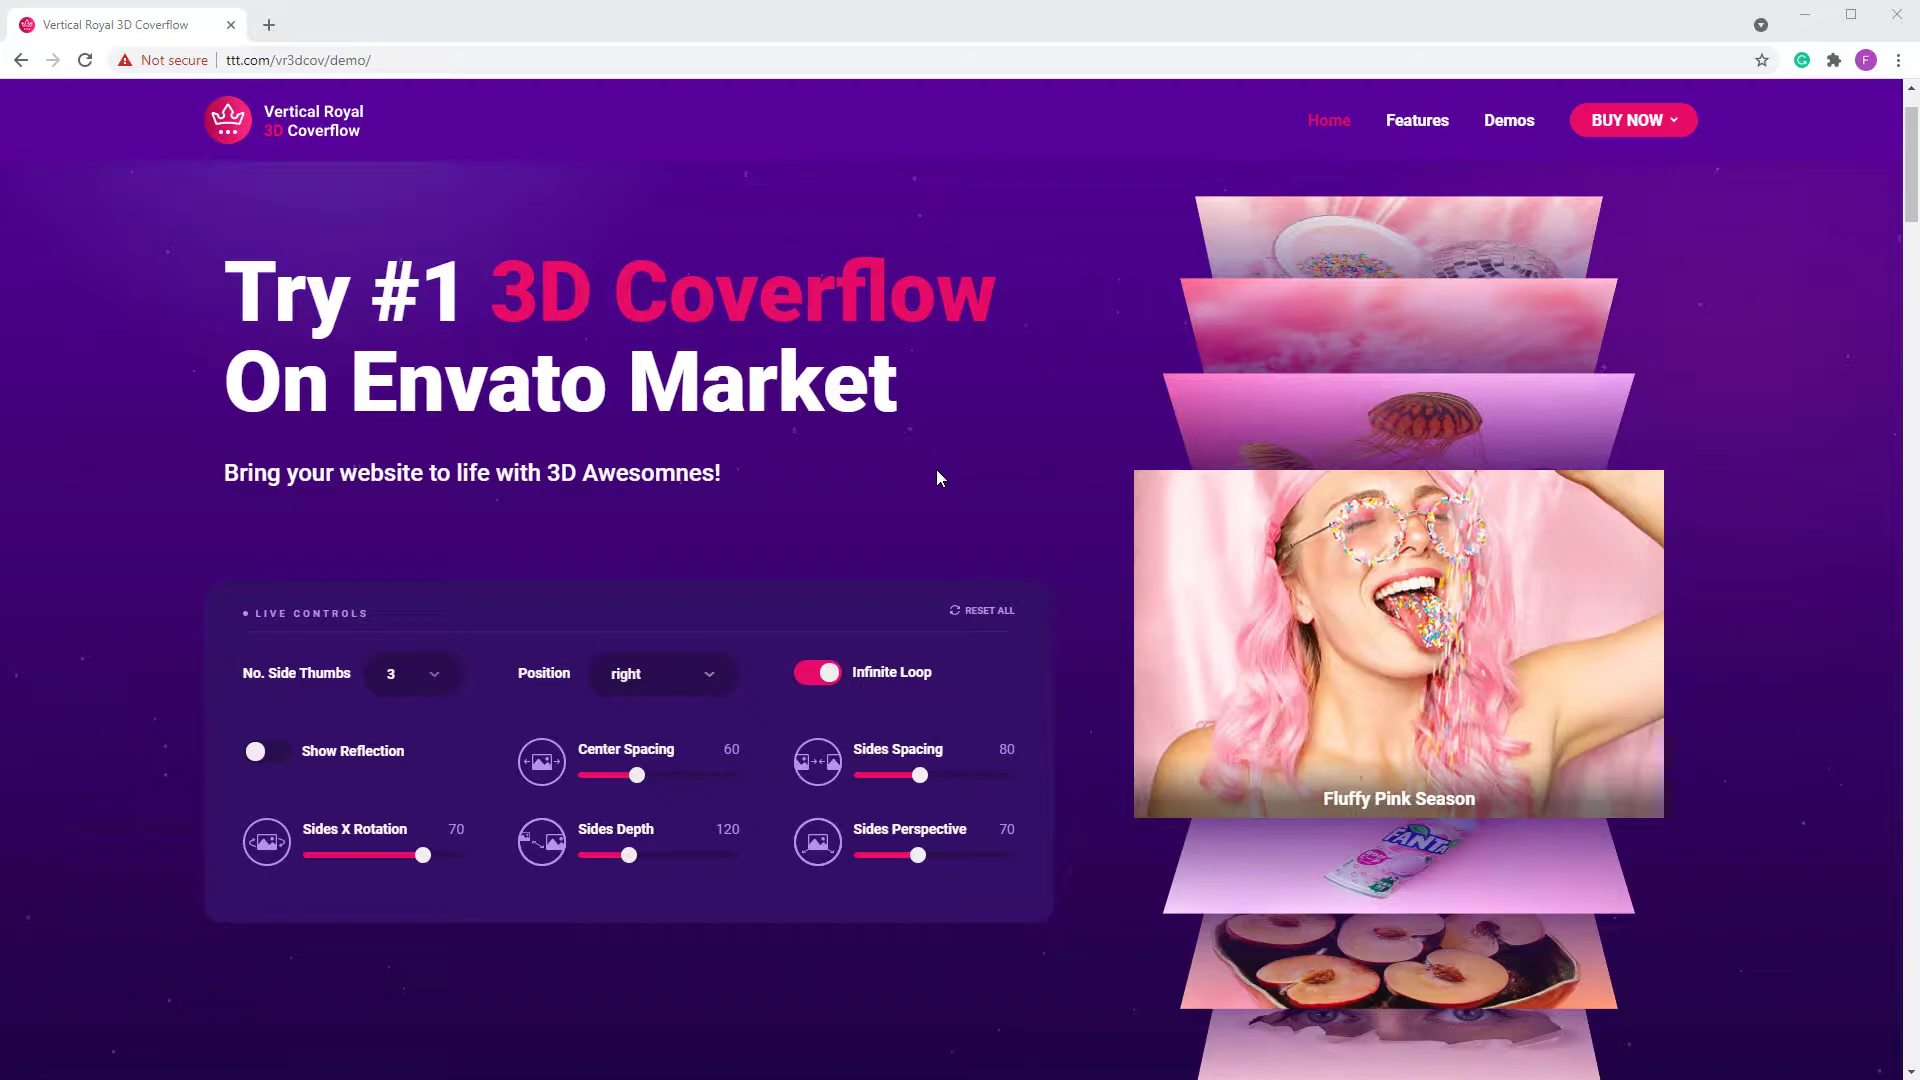 Vertical Royal 3D Coverflow
Not secure
ttt.com/vr3dcov/demo/
F
Vertical Royal
3D Coverflow
Home
Features
Demos
BUY NOW
Try #1 3D Coverflow
On Envato Market
Bring your website to life with 3D Awesomnes!
LIVE CONTROLS
RESET ALL
No. Side Thumbs
3
Position
right
Infinite Loop
Show Reflection
Center Spacing
60
Sides Spacing
80
Sides X Rotation
70
Sides Depth
120
Sides Perspective
70
Fluffy Pink Season
FANTA